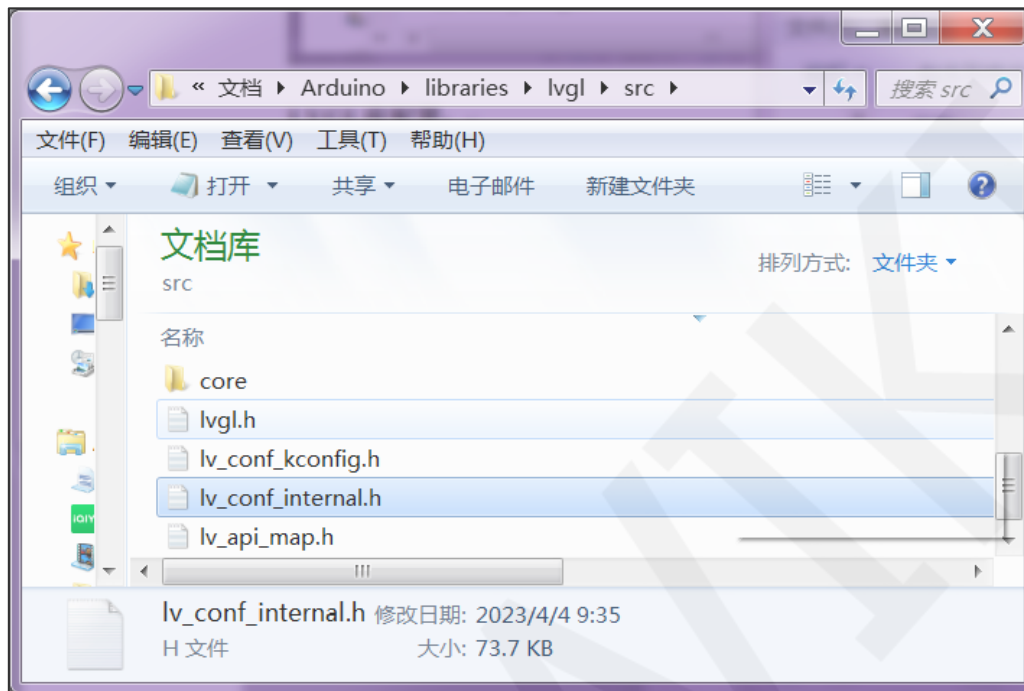 « 文档 ▸ Arduino ▸ libraries ▸ lvgl ▸ src ▸
搜索 src
文件(F) 编辑(E) 查看(V) 工具(T) 帮助(H)
组织 打开 共享 电子邮件 新建文件夹
文档库
src
排列方式: 文件夹
名称
core
lvgl.h
lv_conf_kconfig.h
lv_conf_internal.h
lv_api_map.h
lv_conf_internal.h 修改日期: 2023/4/4 9:35
H 文件 大小: 73.7 KB